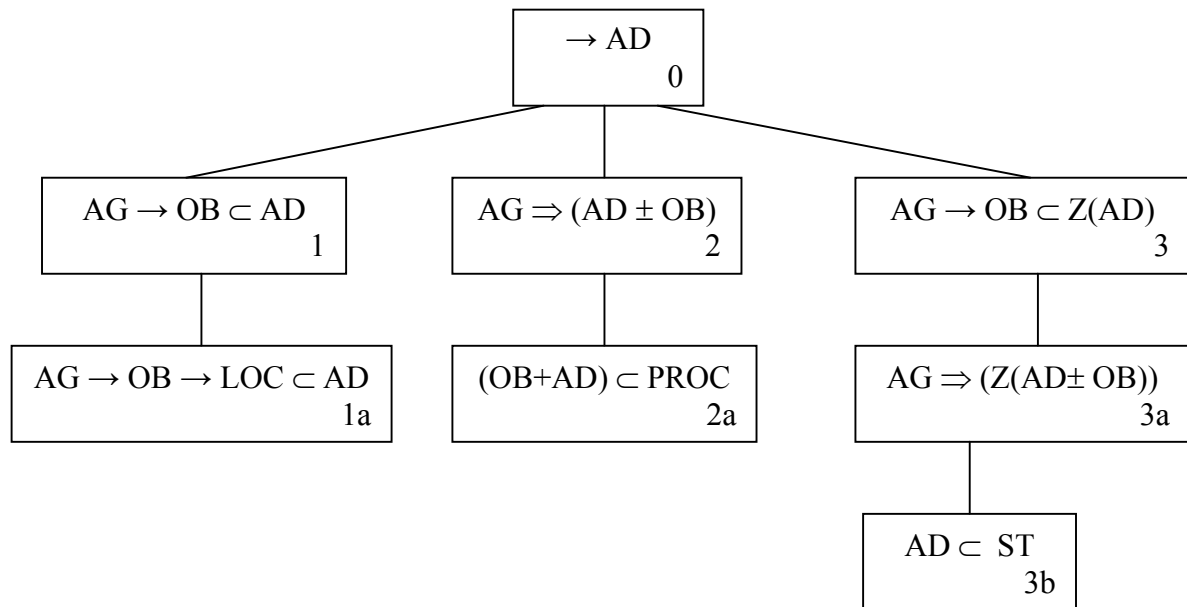 → AD
0
AG → OB ⊂ AD
1
AG ⇒ (AD ± OB)
2
AG → OB ⊂ Z(AD)
3
AG → OB → LOC ⊂ AD
1a
(OB+AD) ⊂ PROC
2a
AG ⇒ (Z(AD± OB))
3a
AD ⊂ ST
3b